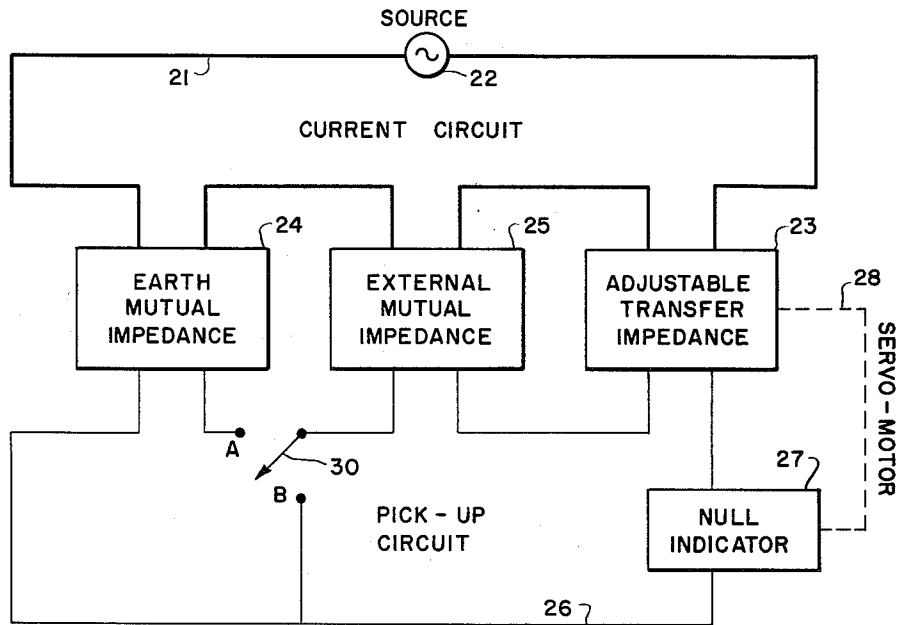 SOURCE
21
22
CURRENT CIRCUIT
24
25
23
EARTH
MUTUAL
IMPEDANCE
EXTERNAL
MUTUAL
IMPEDANCE
ADJUSTABLE
TRANSFER
IMPEDANCE
28
SERVO-MOTOR
A
30
B
27
PICK-UP
CIRCUIT
NULL
INDICATOR
26